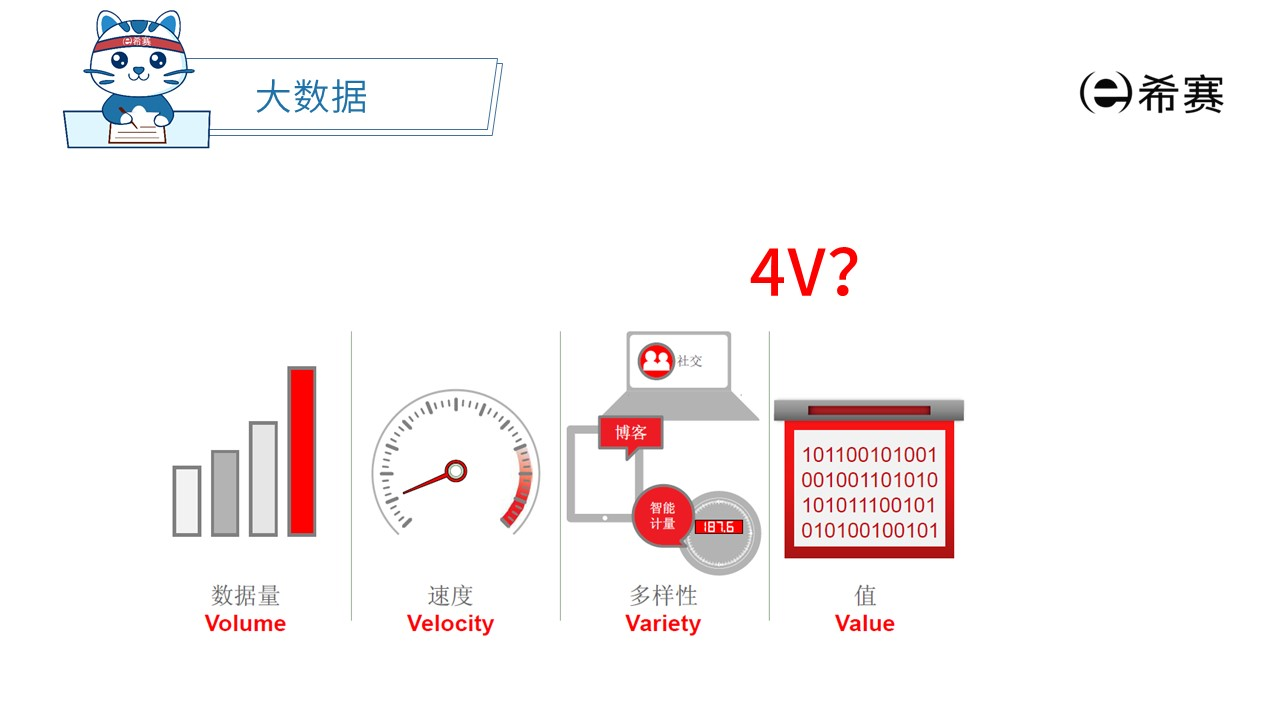 希赛
大数据
希赛
4V？
社交
博客
智能
计量
187.6
101100101001
001001101010
101011100101
010100100101
数据量
Volume
速度
Velocity
多样性
Variety
值
Value